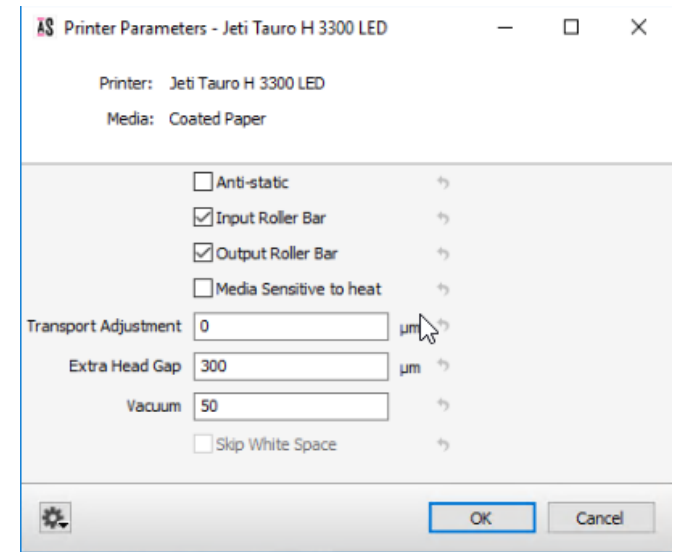 AS Printer Parameters - Jeti Tauro H 3300 LED
Printer: Jeti Tauro H 3300 LED
Media: Coated Paper
Anti-static
Input Roller Bar
Output Roller Bar
Media Sensitive to heat
Transport Adjustment 0 µm
Extra Head Gap 300 µm
Vacuum 50
Skip White Space
OK Cancel